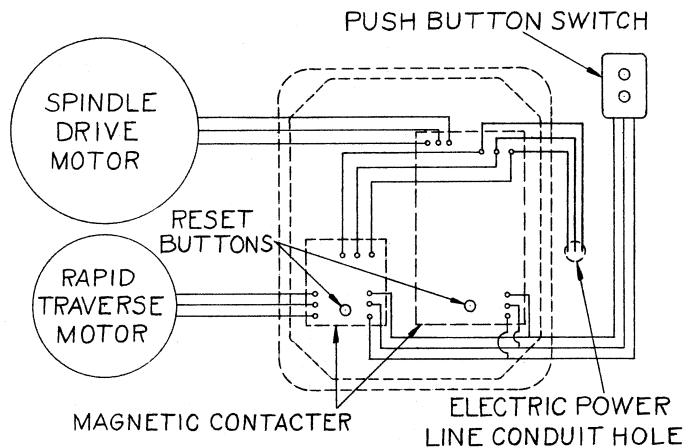 PUSH BUTTON SWITCH
SPINDLE
DRIVE
MOTOR
RESET
BUTTONS
RAPID
TRAVERSE
MOTOR
MAGNETIC CONTACTER
ELECTRIC POWER
LINE CONDUIT HOLE